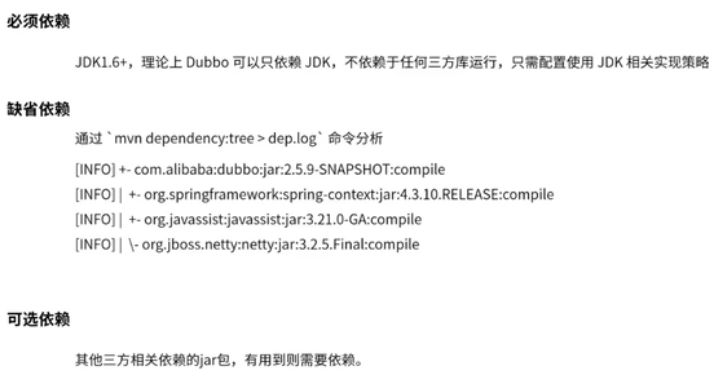 必须依赖
JDK1.6+，理论上 Dubbo 可以只依赖 JDK，不依赖于任何三方库运行，只需配置使用 JDK 相关实现策略
缺省依赖
通过 `mvn dependency:tree > dep.log` 命令分析
[INFO] +- com.alibaba:dubbo:jar:2.5.9-SNAPSHOT:compile
[INFO] | +- org.springframework:spring-context:jar:4.3.10.RELEASE:compile
[INFO] | +- org.javassist:javassist:jar:3.21.0-GA:compile
[INFO] | \- org.jboss.netty:netty:jar:3.2.5.Final:compile
可选依赖
其他三方相关依赖的jar包，有用到则需要依赖。